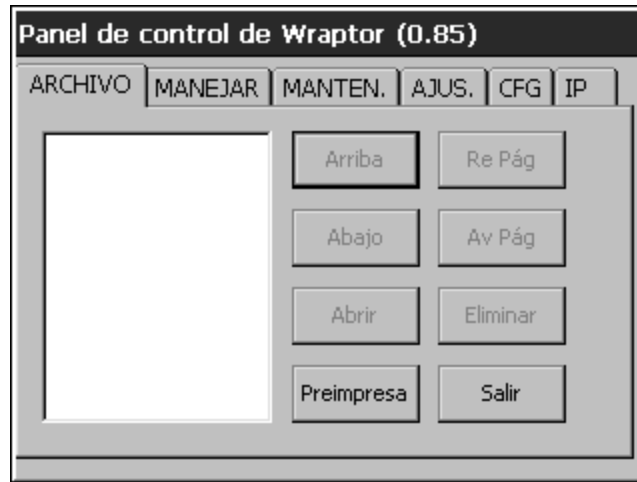 Panel de control de Wraptor (0.85)
ARCHIVO MANEJAR MANTEN. AJUS. CFG IP
Arriba Re Pág
Abajo Av Pág
Abrir Eliminar
Preimpresa Salir